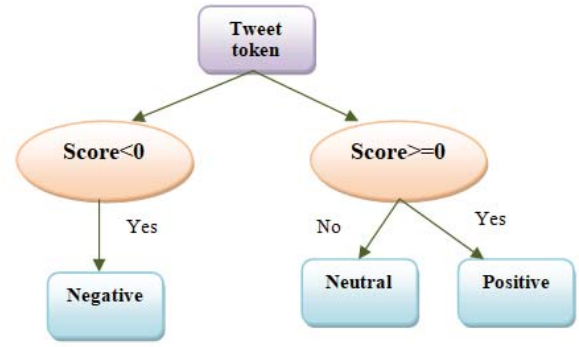 Tweet
token
Score<0
Score>=0
Yes
No
Yes
Negative
Neutral
Positive